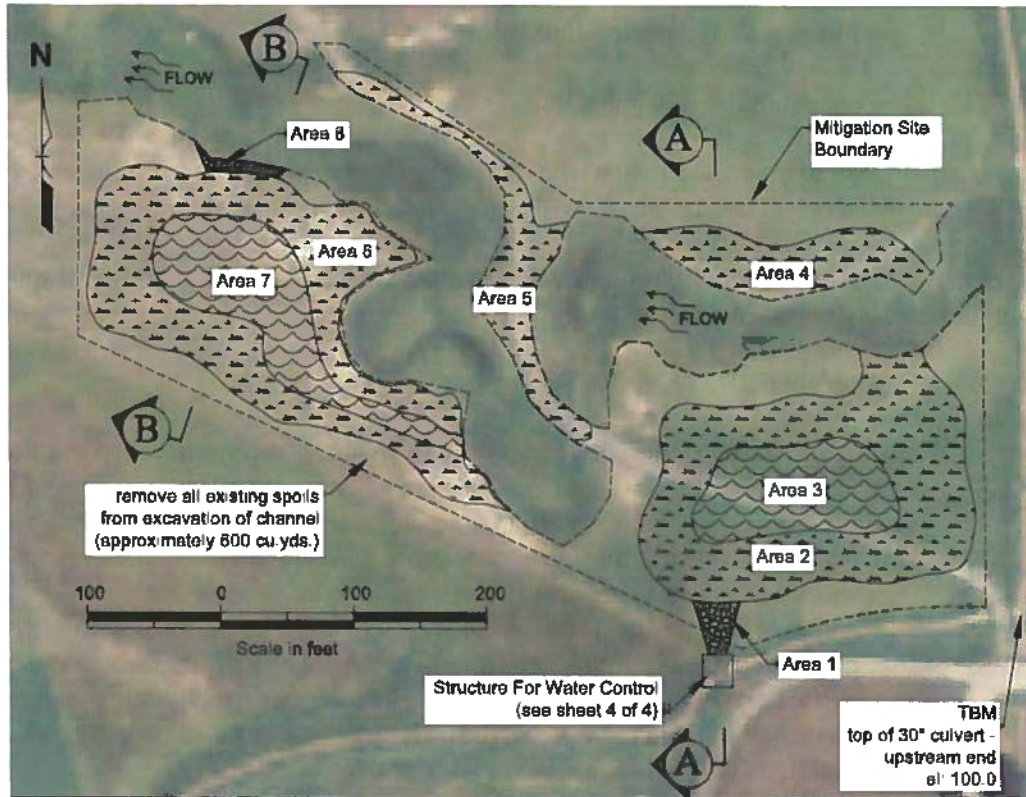 N
FLOW
B
Area 8
A
Mitigation Site
Boundary
Area 6
Area 7
Area 5
Area 4
FLOW
B
remove all existing spoils
from excavation of channel
(approximately 600 cu.yds.)
Area 3
Area 2
100 0 100 200
Scale in feet
Area 1
Structure For Water Control
(see sheet 4 of 4)
A
TBM
top of 30" culvert -
upstream end
el: 100.0